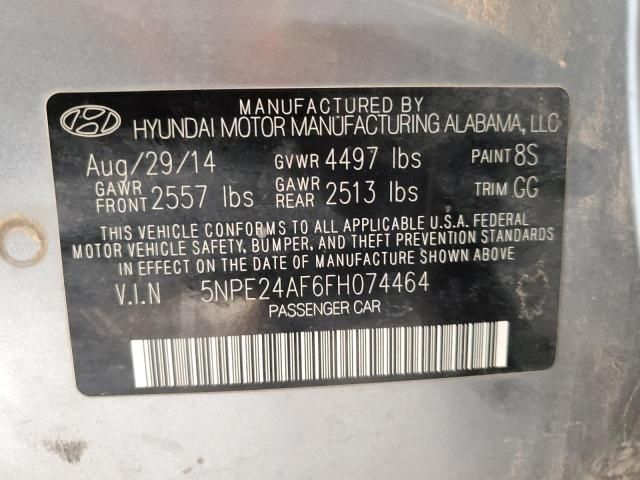 MANUFACTURED BY
HYUNDAI MOTOR MANUFACTURING ALABAMA, LLC
Aug/29/14 GVWR 4497 lbs PAINT 8S
GAWR FRONT 2557 lbs GAWR REAR 2513 lbs TRIM GG
THIS VEHICLE CONFORMS TO ALL APPLICABLE U.S.A. FEDERAL
MOTOR VEHICLE SAFETY, BUMPER, AND THEFT PREVENTION STANDARDS
IN EFFECT ON THE DATE OF MANUFACTURE SHOWN ABOVE.
V.I.N 5NPE24AF6FH074464
PASSENGER CAR